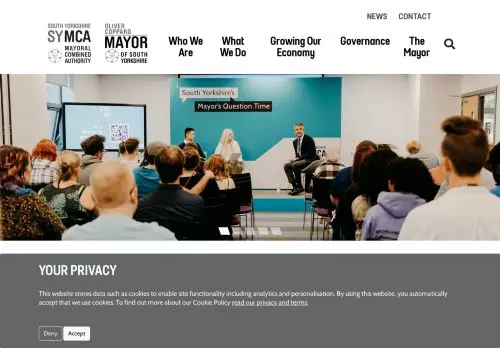 NEWS CONTACT
SOUTH YORKSHIRE
SYMCA
MAYORAL
COMBINED
AUTHORITY
OLIVER
COPPARD
MAYOR
OF SOUTH
YORKSHIRE
Who We
Are
What
We Do
Growing Our
Economy
Governance
The
Mayor
South Yorkshire's
Mayor's Question Time
YOUR PRIVACY
This website stores data such as cookies to enable site functionality including analytics and personalisation. By using this website, you automatically
accept that we use cookies. To find out more about our Cookie Policy read our privacy and terms.
Deny Accept